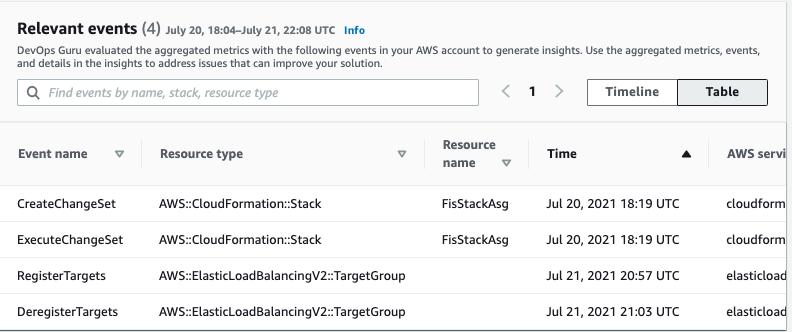 Relevant events (4) July 20, 18:04–July 21, 22:08 UTC Info
DevOps Guru evaluated the aggregated metrics with the following events in your AWS account to generate insights. Use the aggregated metrics, events,
and details in the insights to address issues that can improve your solution.
Find events by name, stack, resource type
1
Timeline
Table
Event name
Resource type
Resource
name
Time
AWS servi
CreateChangeSet AWS::CloudFormation::Stack FisStackAsg Jul 20, 2021 18:19 UTC cloudform
ExecuteChangeSet AWS::CloudFormation::Stack FisStackAsg Jul 20, 2021 18:19 UTC cloudform
RegisterTargets AWS::ElasticLoadBalancingV2::TargetGroup Jul 21, 2021 20:57 UTC elasticload
DeregisterTargets AWS::ElasticLoadBalancingV2::TargetGroup Jul 21, 2021 21:03 UTC elasticload